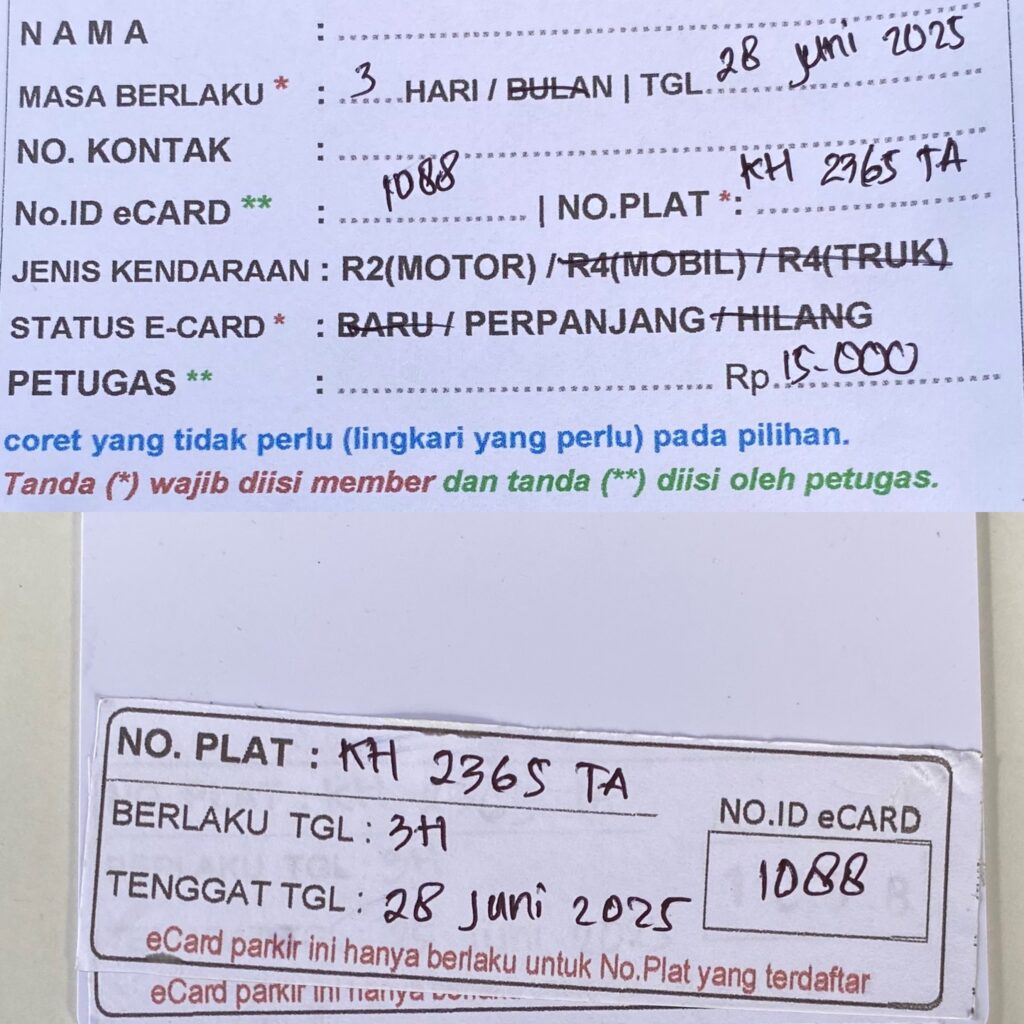 NAMA :
MASA BERLAKU * : 3 HARI / BULAN | TGL. 28 Juni 2025
NO. KONTAK :
No.ID eCARD ** : 1088 | NO.PLAT *: KH 2365 TA
JENIS KENDARAAN : R2(MOTOR) / R4(MOBIL) / R4(TRUK)
STATUS E-CARD * : BARU / PERPANJANG / HILANG
PETUGAS ** : Rp. 15.000
coret yang tidak perlu (lingkari yang perlu) pada pilihan.
Tanda (*) wajib diisi member dan tanda (**) diisi oleh petugas.
NO. PLAT : KH 2365 TA
BERLAKU TGL : 3H
TENGGAT TGL : 28 Juni 2025
NO.ID eCARD
1088
eCard parkir ini hanya berlaku untuk No.Plat yang terdaftar
eCard parkir ini hanya